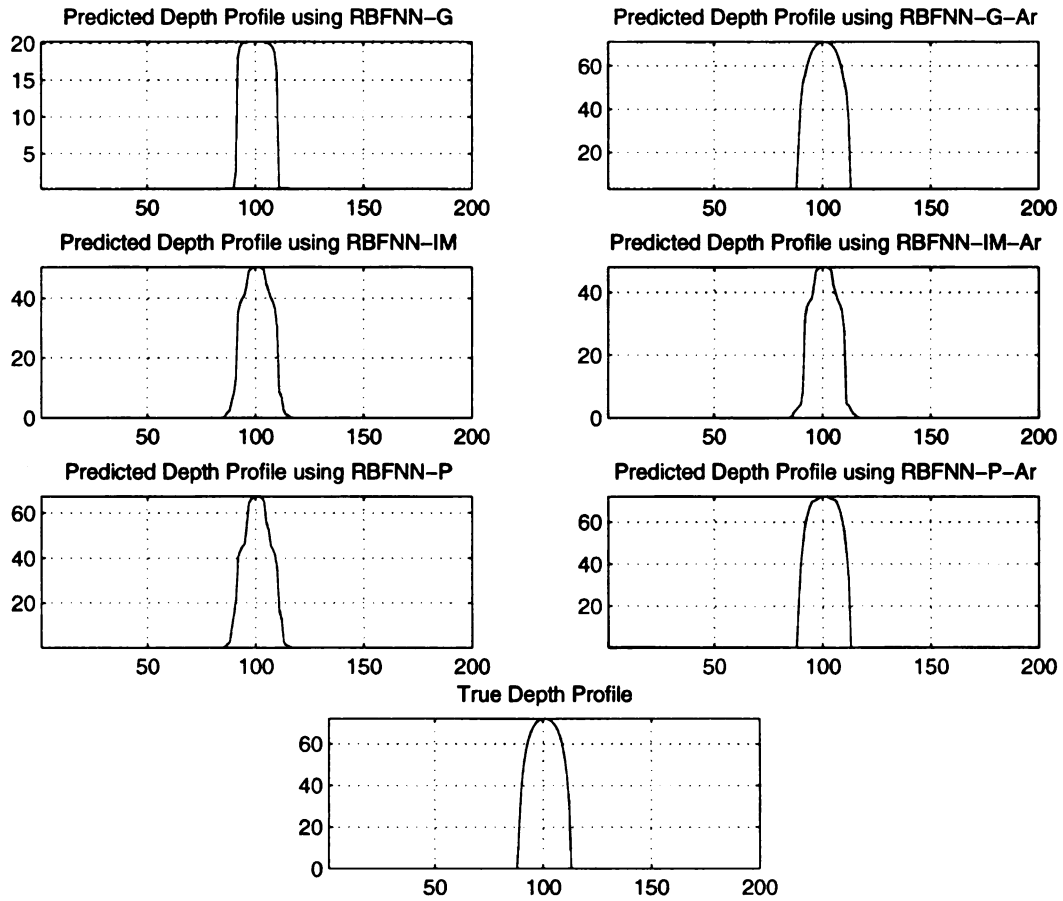 Predicted Depth Profile using RBFNN-G
20
15
10
5
50 100 150 200
Predicted Depth Profile using RBFNN-G-Ar
60
40
20
50 100 150 200
Predicted Depth Profile using RBFNN-IM
40
20
0
50 100 150 200
Predicted Depth Profile using RBFNN-IM-Ar
40
20
0
50 100 150 200
Predicted Depth Profile using RBFNN-P
60
40
20
50 100 150 200
Predicted Depth Profile using RBFNN-P-Ar
60
40
20
50 100 150 200
True Depth Profile
60
40
20
0
50 100 150 200